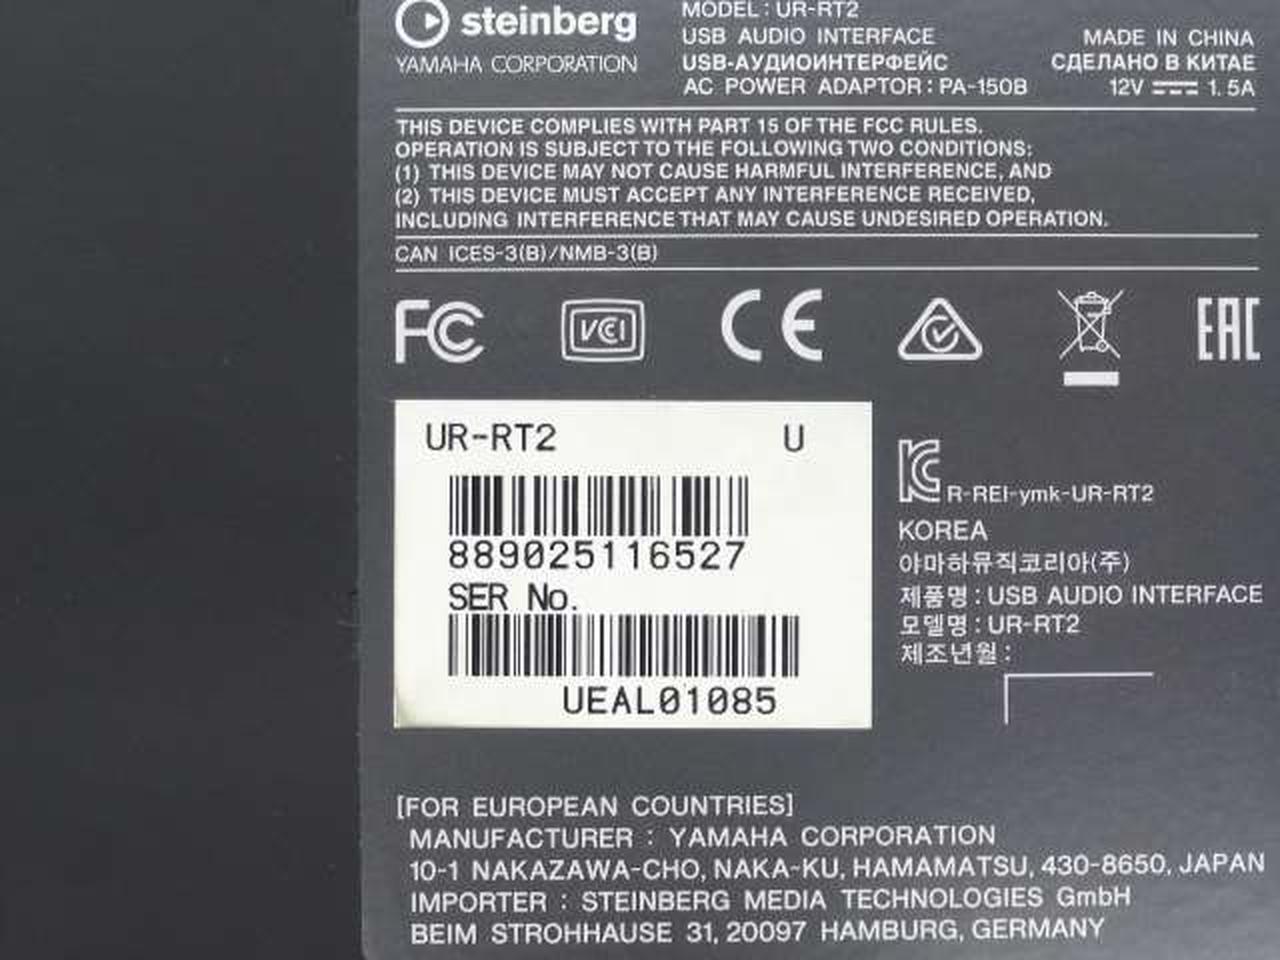 steinberg
YAMAHA CORPORATION
MODEL : UR-RT2
USB AUDIO INTERFACE
USB-АУДИОИНТЕРФЕЙС
AC POWER ADAPTOR : PA-150B
MADE IN CHINA
СДЕЛАНО В КИТАЕ
12V 1.5A
THIS DEVICE COMPLIES WITH PART 15 OF THE FCC RULES.
OPERATION IS SUBJECT TO THE FOLLOWING TWO CONDITIONS:
(1) THIS DEVICE MAY NOT CAUSE HARMFUL INTERFERENCE, AND
(2) THIS DEVICE MUST ACCEPT ANY INTERFERENCE RECEIVED,
INCLUDING INTERFERENCE THAT MAY CAUSE UNDESIRED OPERATION.
CAN ICES-3(B)/NMB-3(B)
FC VCCI CE EAC
UR-RT2 U
889025116527
SER No.
UEAL01085
R-REI-ymk-UR-RT2
KOREA
야마하뮤직코리아(주)
제품명 : USB AUDIO INTERFACE
모델명 : UR-RT2
제조년월 :
[FOR EUROPEAN COUNTRIES]
MANUFACTURER : YAMAHA CORPORATION
10-1 NAKAZAWA-CHO, NAKA-KU, HAMAMATSU, 430-8650, JAPAN
IMPORTER : STEINBERG MEDIA TECHNOLOGIES GmbH
BEIM STROHHAUSE 31, 20097 HAMBURG, GERMANY